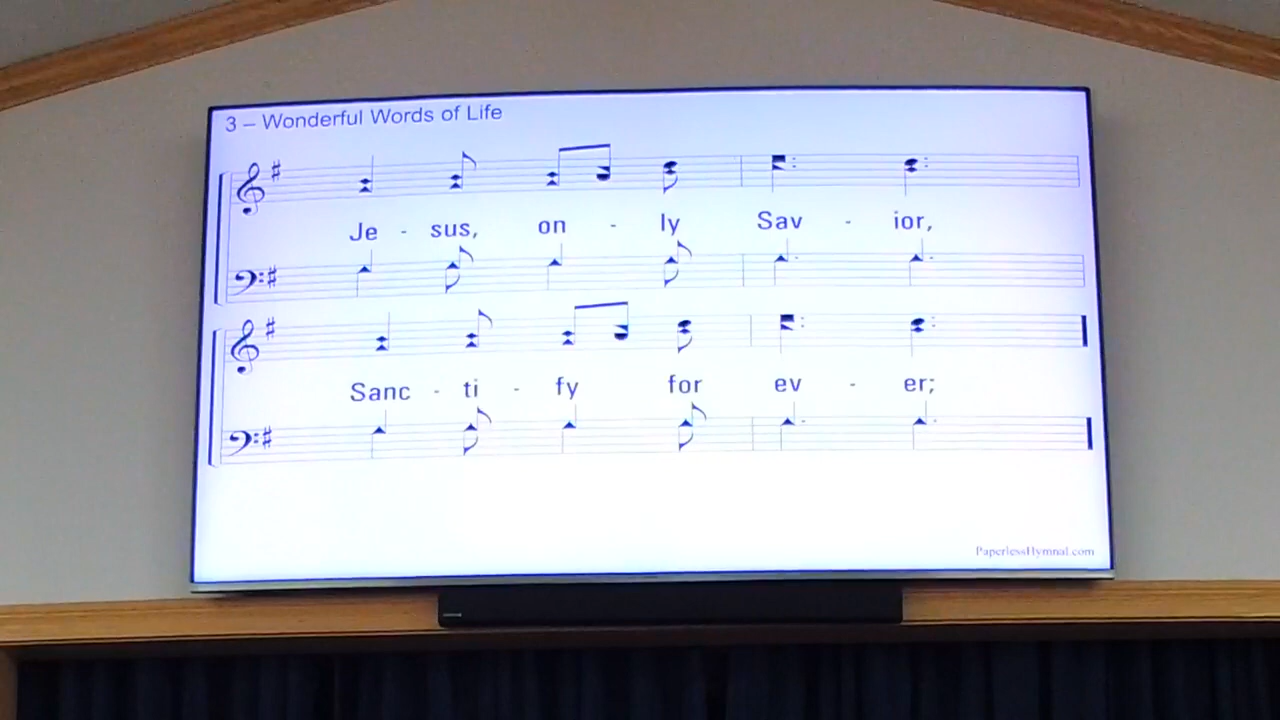 3 – Wonderful Words of Life
Je - sus, on - ly Sav - ior,
Sanc - ti - fy for ev - er;
PaperlessHymnal.com